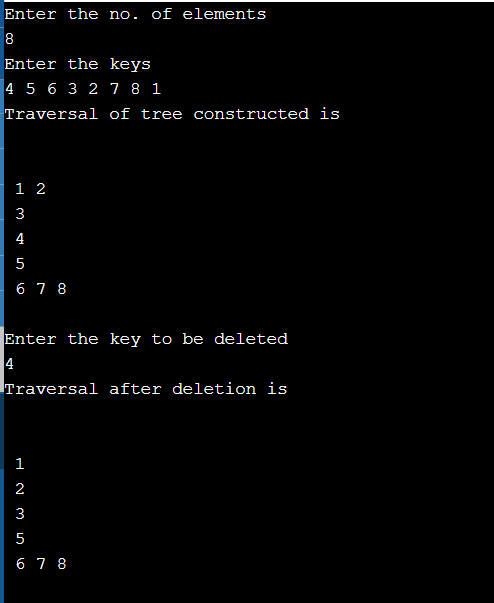 Enter the no. of elements
8
Enter the keys
4 5 6 3 2 7 8 1
Traversal of tree constructed is
1 2
3
4
5
6 7 8
Enter the key to be deleted
4
Traversal after deletion is
1
2
3
5
6 7 8